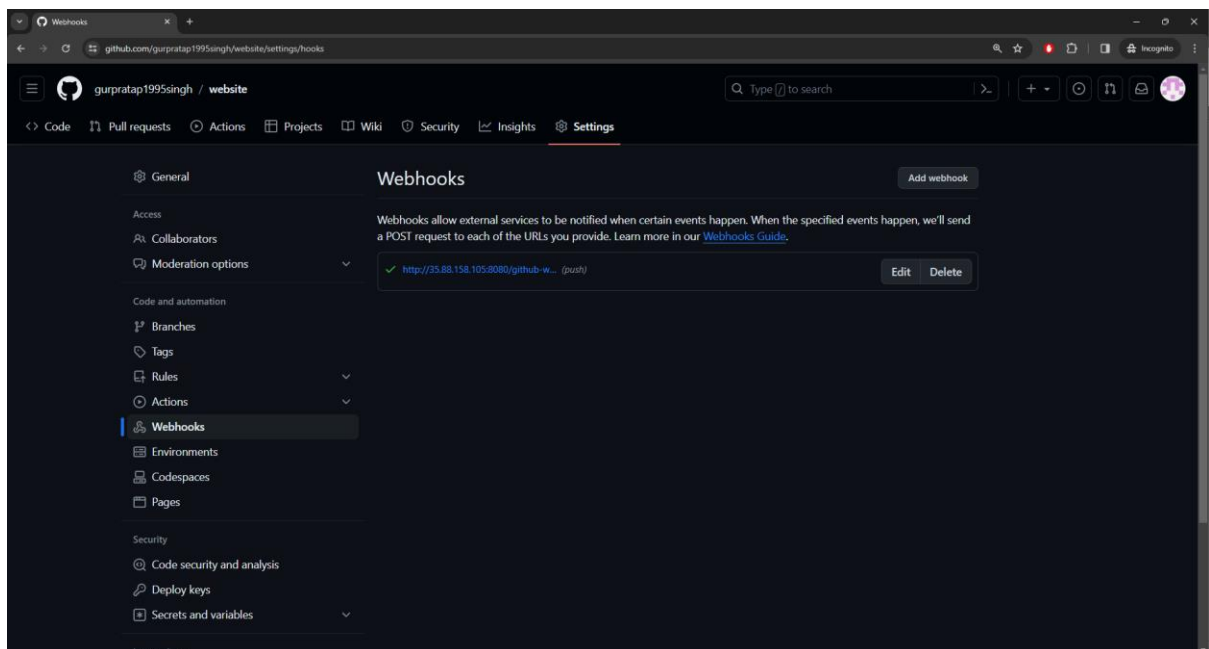 Webhooks
github.com/gurpratap1995singh/website/settings/hooks
Incognito
gurpratap1995singh / website
Type / to search
Code Pull requests Actions Projects Wiki Security Insights Settings
General
Access
Collaborators
Moderation options
Code and automation
Branches
Tags
Rules
Actions
Webhooks
Environments
Codespaces
Pages
Security
Code security and analysis
Deploy keys
Secrets and variables
Webhooks
Add webhook
Webhooks allow external services to be notified when certain events happen. When the specified events happen, we'll send
a POST request to each of the URLs you provide. Learn more in our Webhooks Guide.
http://35.88.158.105:8080/github-w... (push)
Edit Delete